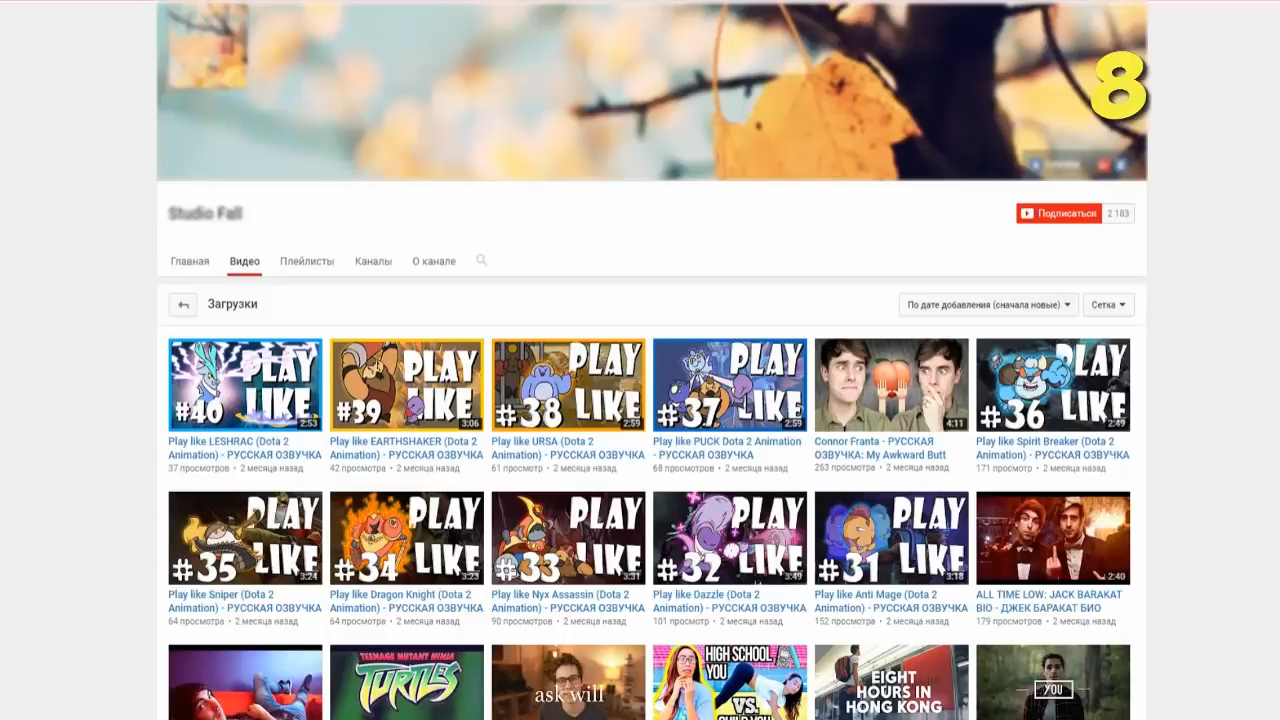 8
Studio Fall
Подписаться 2 183
Главная Видео Плейлисты Каналы О канале
Загрузки
По дате добавления (сначала новые) Сетка
PLAY LIKE #40 2:53
PLAY LIKE #39 3:06
PLAY LIKE #38 2:59
PLAY LIKE #37 2:59
4:11
PLAY LIKE #36 2:49
Play like LESHRAC (Dota 2
Animation) - РУССКАЯ ОЗВУЧКА
37 просмотров • 2 месяца назад
Play like EARTHSHAKER (Dota 2
Animation) - РУССКАЯ ОЗВУЧКА
42 просмотра • 2 месяца назад
Play like URSA (Dota 2
Animation) - РУССКАЯ ОЗВУЧКА
61 просмотр • 2 месяца назад
Play like PUCK Dota 2 Animation
- РУССКАЯ ОЗВУЧКА
68 просмотров • 2 месяца назад
Connor Franta - РУССКАЯ
ОЗВУЧКА: My Awkward Butt
263 просмотра • 2 месяца назад
Play like Spirit Breaker (Dota 2
Animation) - РУССКАЯ ОЗВУЧКА
171 просмотр • 2 месяца назад
PLAY LIKE #35 3:24
PLAY LIKE #34 3:23
PLAY LIKE #33 3:31
PLAY LIKE #32 3:49
PLAY LIKE #31 3:18
2:40
Play like Sniper (Dota 2
Animation) - РУССКАЯ ОЗВУЧКА
64 просмотра • 2 месяца назад
Play like Dragon Knight (Dota 2
Animation) - РУССКАЯ ОЗВУЧКА
64 просмотра • 2 месяца назад
Play like Nyx Assassin (Dota 2
Animation) - РУССКАЯ ОЗВУЧКА
90 просмотров • 2 месяца назад
Play like Dazzle (Dota 2
Animation) - РУССКАЯ ОЗВУЧКА
101 просмотр • 2 месяца назад
Play like Anti Mage (Dota 2
Animation) - РУССКАЯ ОЗВУЧКА
152 просмотра • 2 месяца назад
ALL TIME LOW: JACK BARAKAT
BIO - ДЖЕК БАРАКАТ БИО
179 просмотров • 2 месяца назад
TEENAGE MUTANT NINJA
TURTLES
ask will
HIGH SCHOOL
YOU
VS.
CHILD YOU
EIGHT
HOURS IN
HONG KONG
YOU